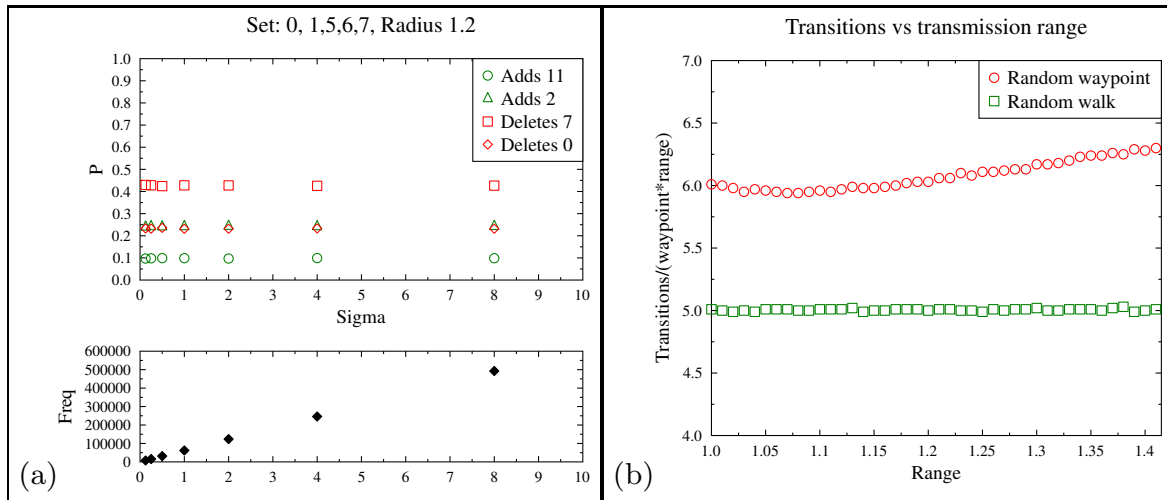 Set: 0, 1,5,6,7, Radius 1.2
1.0
0.9
0.8
0.7
0.6
0.5
0.4
0.3
0.2
0.1
0.0
P
Adds 11
Adds 2
Deletes 7
Deletes 0
0 1 2 3 4 5 6 7 8 9 10
Sigma
600000
500000
400000
300000
200000
100000
0
Freq
0 1 2 3 4 5 6 7 8 9 10
(a)
Transitions vs transmission range
7.0
6.5
6.0
5.5
5.0
4.5
4.0
Transitions/(waypoint*range)
Random waypoint
Random walk
1.0 1.05 1.1 1.15 1.2 1.25 1.3 1.35 1.4
Range
(b)